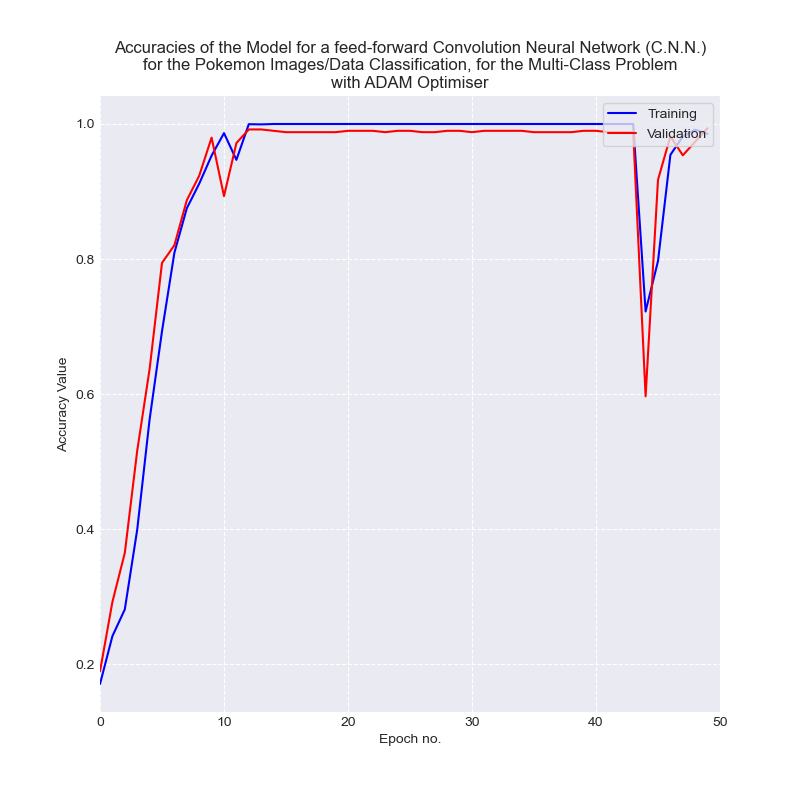 Accuracies of the Model for a feed-forward Convolution Neural Network (C.N.N.)
for the Pokemon Images/Data Classification, for the Multi-Class Problem
with ADAM Optimiser
Training
Validation
1.0
0.8
0.6
0.4
0.2
Accuracy Value
0 10 20 30 40 50
Epoch no.